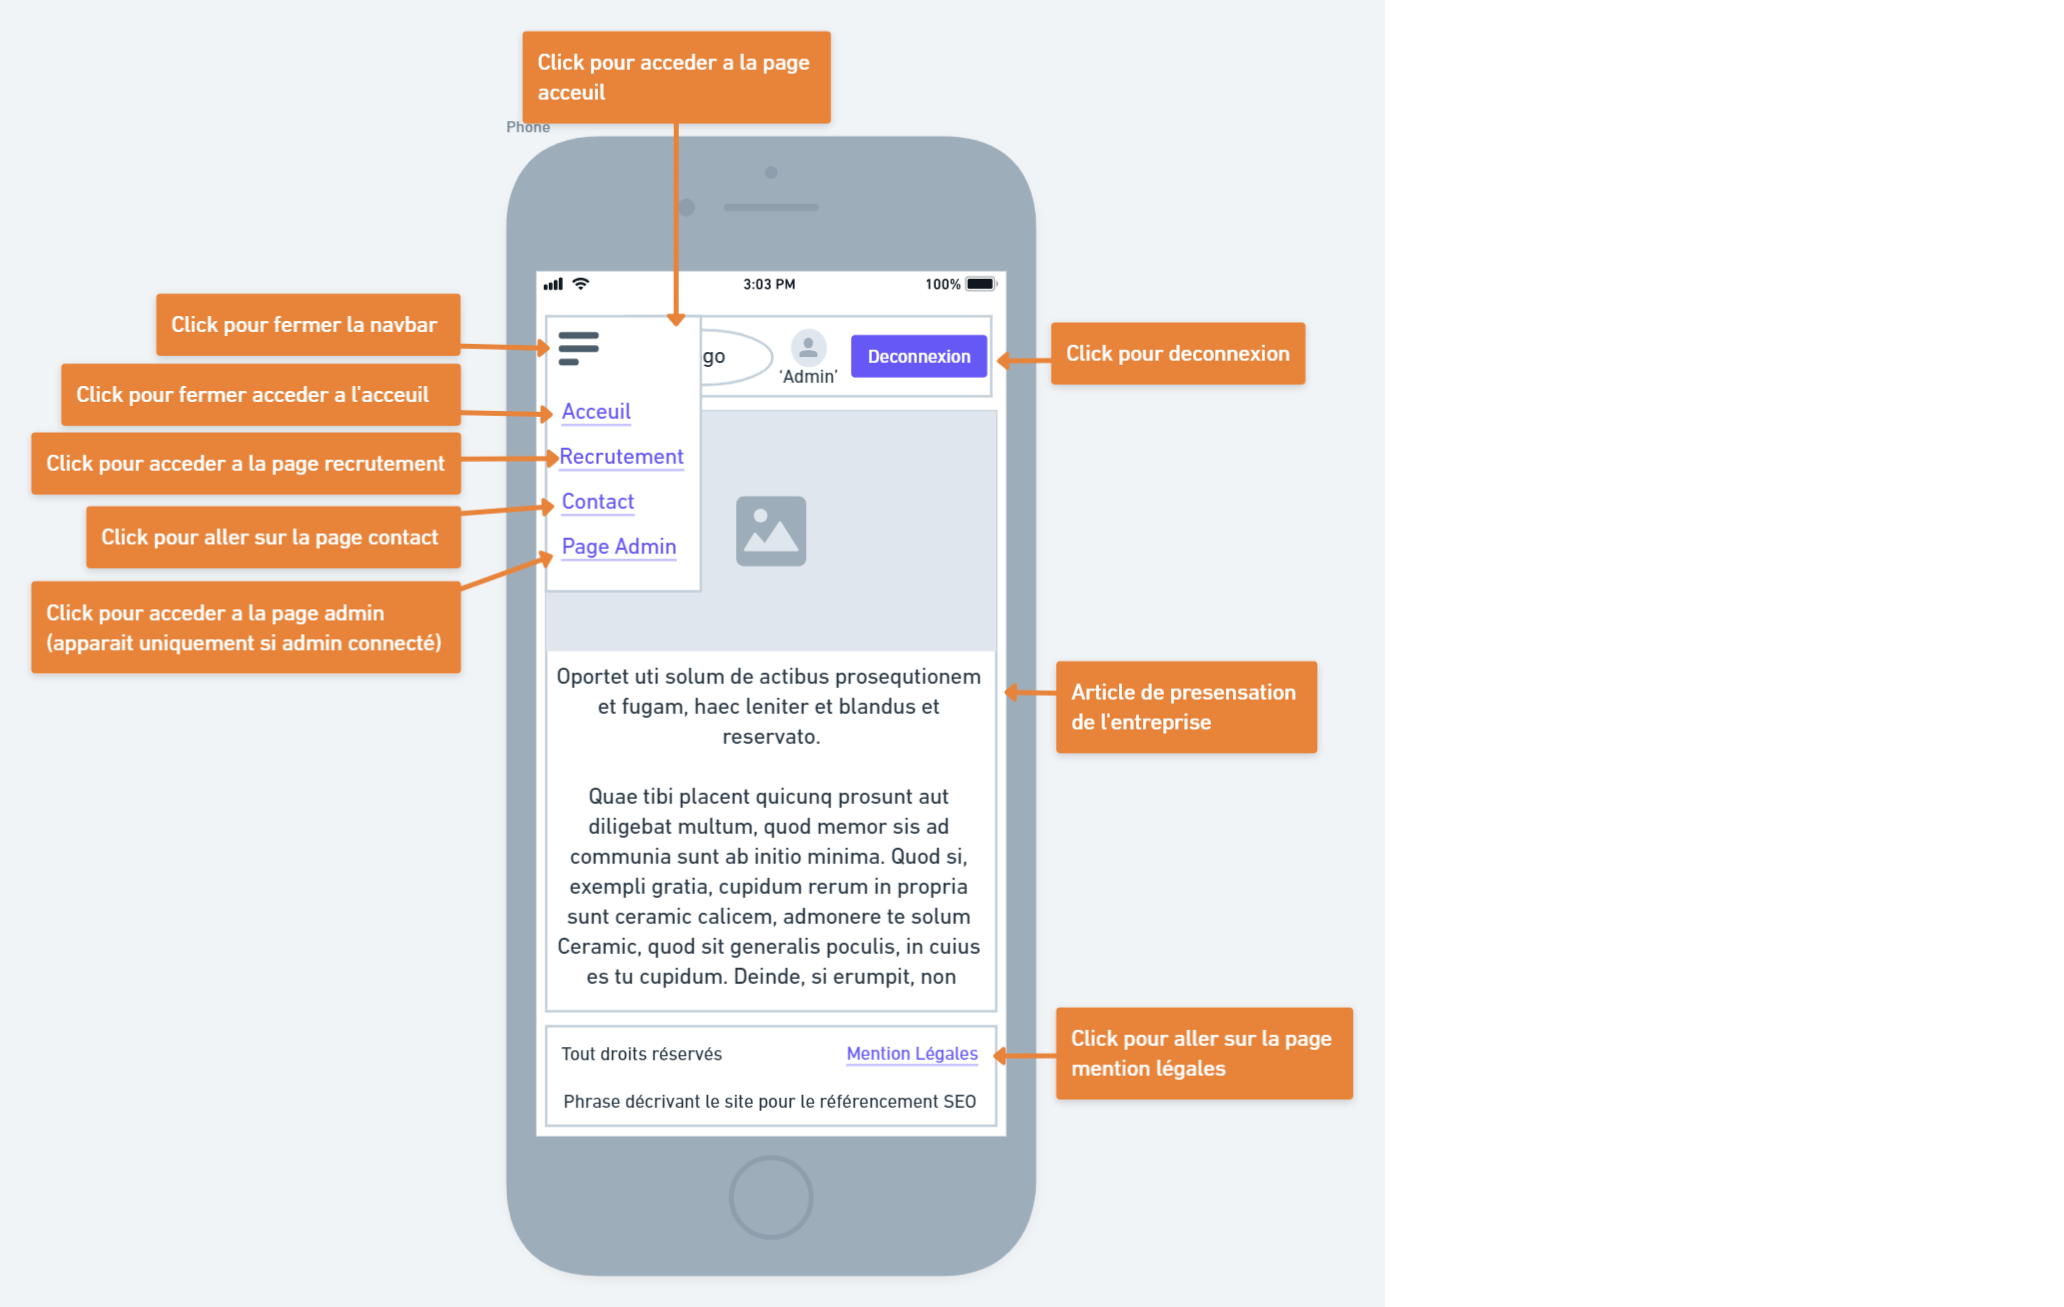 Click pour acceder a la page
acceuil
Phone
3:03 PM
100%
Click pour fermer la navbar
go
'Admin'
Deconnexion
Click pour deconnexion
Click pour fermer acceder a l'acceuil
Acceuil
Click pour acceder a la page recrutement
Recrutement
Click pour aller sur la page contact
Contact
Page Admin
Click pour acceder a la page admin
(apparait uniquement si admin connecté)
Oportet uti solum de actibus prosequtionem
et fugam, haec leniter et blandus et
reservato.
Article de presensation
de l'entreprise
Quae tibi placent quicunq prosunt aut
diligebat multum, quod memor sis ad
communia sunt ab initio minima. Quod si,
exempli gratia, cupidum rerum in propria
sunt ceramic calicem, admonere te solum
Ceramic, quod sit generalis poculis, in cuius
es tu cupidum. Deinde, si erumpit, non
Tout droits réservés
Mention Légales
Click pour aller sur la page
mention légales
Phrase décrivant le site pour le référencement SEO